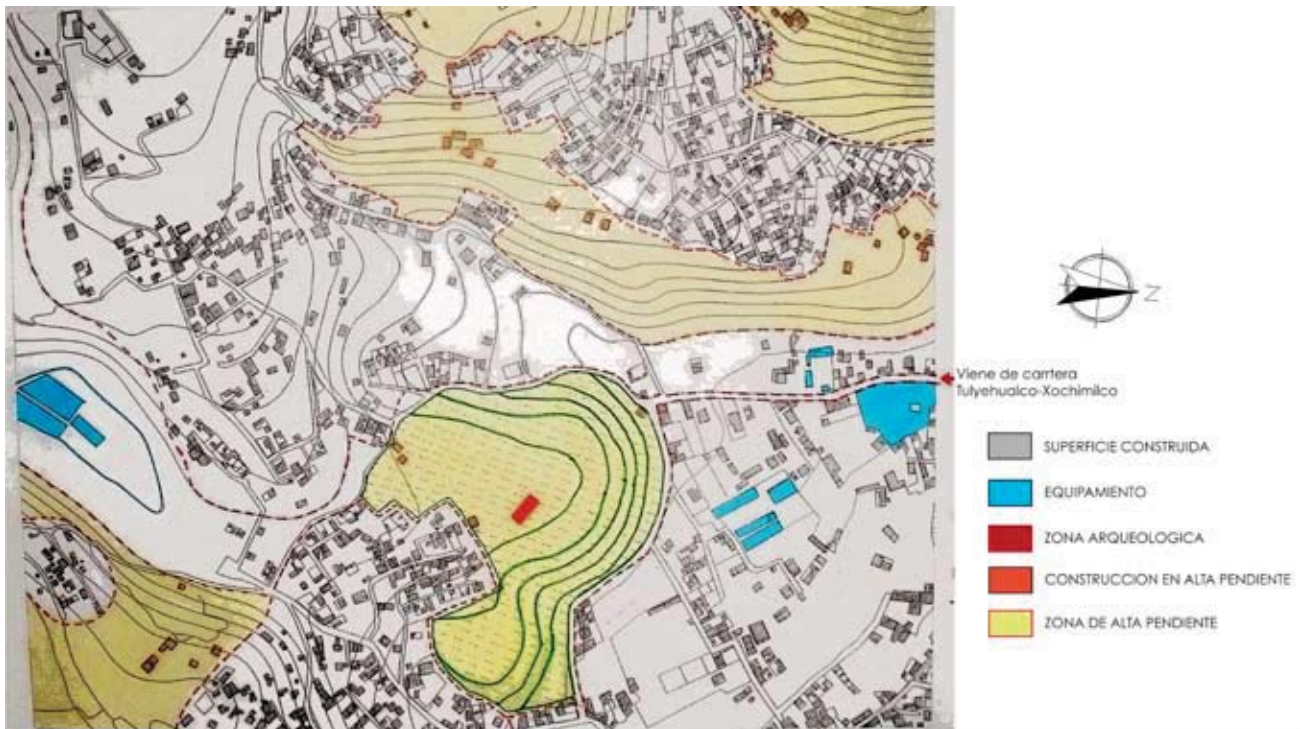 Z
Viene de carrtera
Tulyehualco-Xochimilco
SUPERFICIE CONSTRUIDA
EQUIPAMIENTO
ZONA ARQUEOLOGICA
CONSTRUCCION EN ALTA PENDIENTE
ZONA DE ALTA PENDIENTE